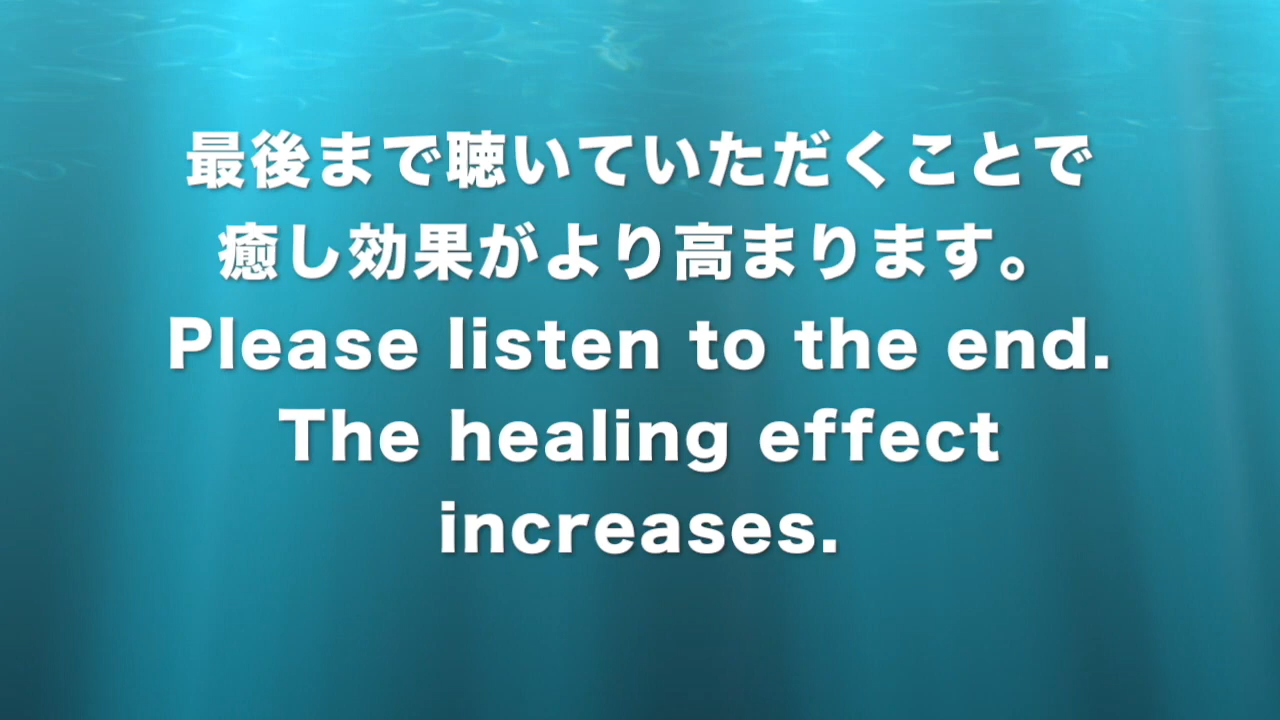 最後まで聴いていただくことで
癒し効果がより高まります。
Please listen to the end.
The healing effect
increases.